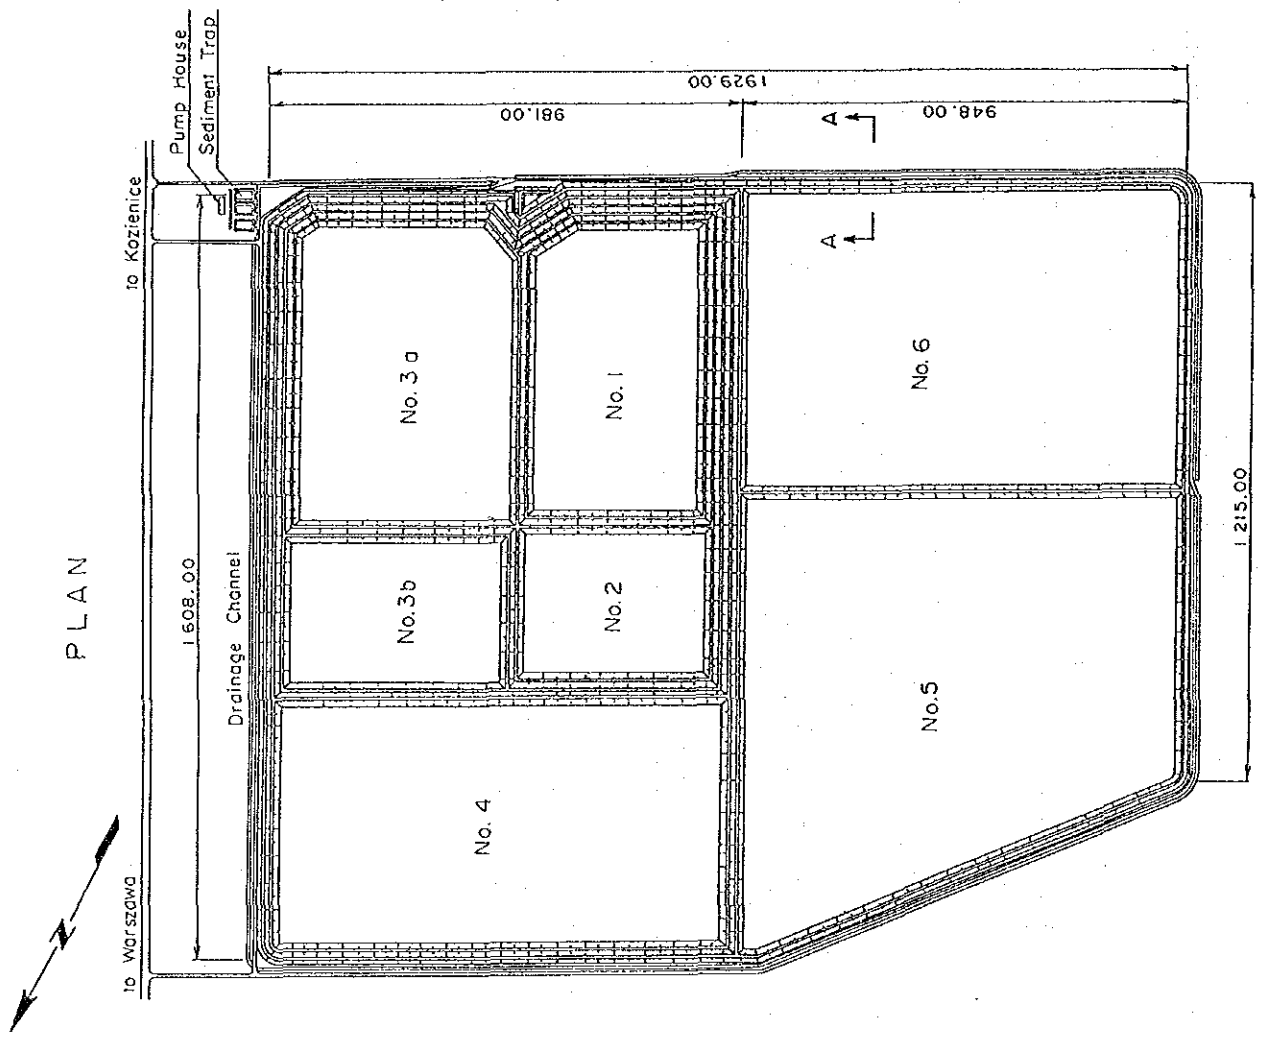 PLAN
to Warszawa
to Kozienice
Pump House
Sediment Trap
1608.00
Drainage Channel
1929.00
981.00
948.00
A
A
No. 4
No. 3b
No. 3a
No. 2
No. 1
No. 5
No. 6
1215.00
N